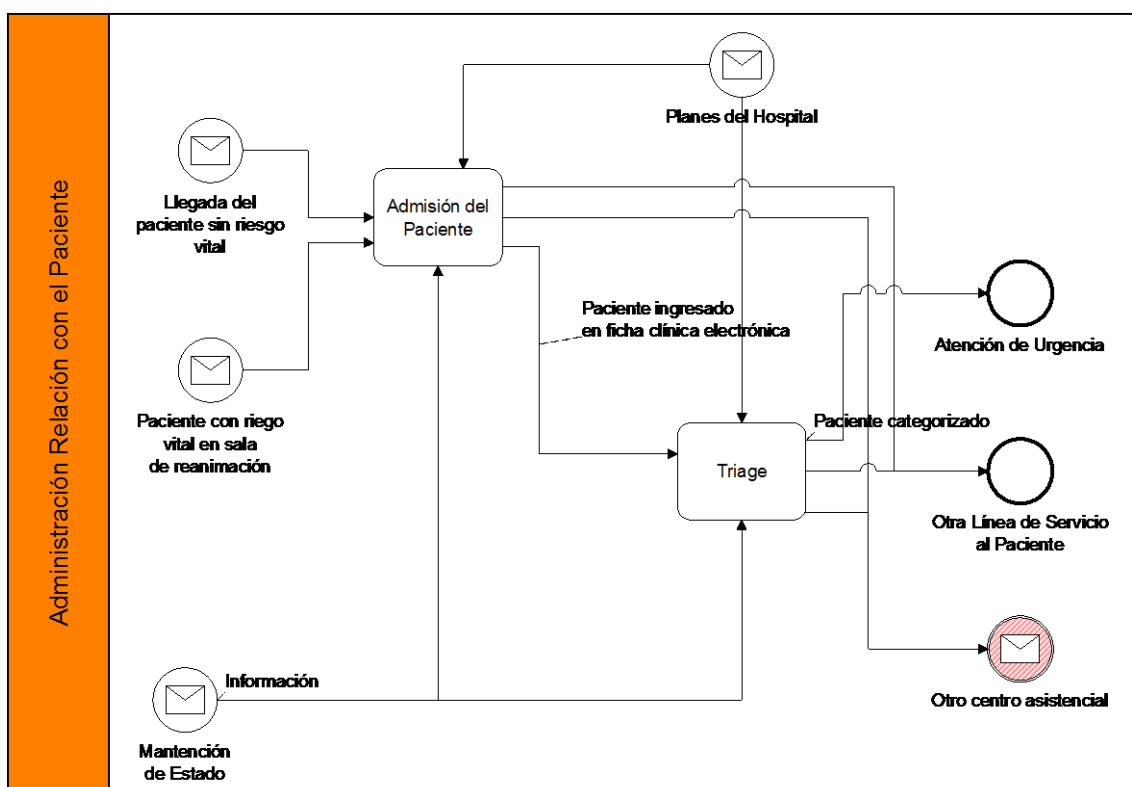 Administración Relación con el Paciente
Planes del Hospital
Llegada del
paciente sin riesgo
vital
Admisión del
Paciente
Paciente ingresado
en ficha clínica electrónica
Atención de Urgencia
Paciente con riego
vital en sala
de reanimación
Paciente categorizado
Triage
Otra Línea de Servicio
al Paciente
Información
Otro centro asistencial
Mantención
de Estado